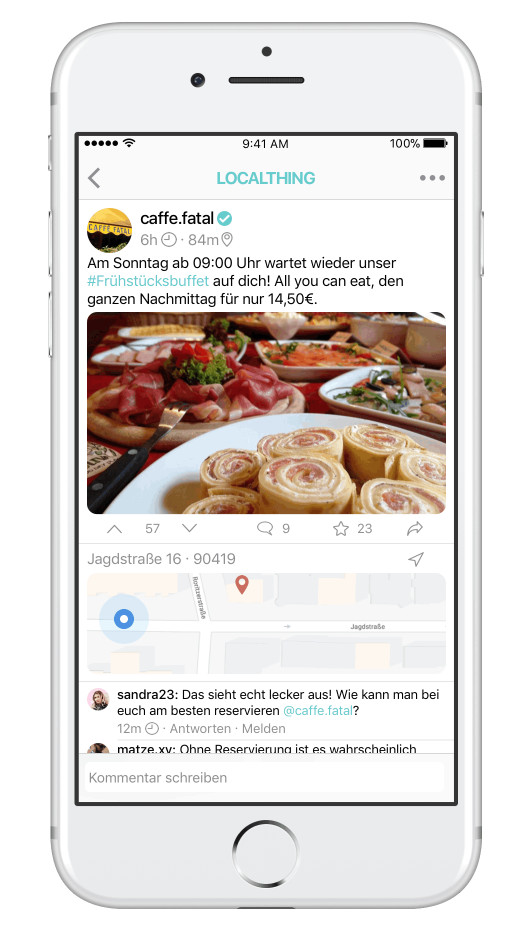 9:41 AM
100%
LOCALTHING
CAFFE FATAL
caffe.fatal
6h · 84m
Am Sonntag ab 09:00 Uhr wartet wieder unser
#Frühstücksbuffet auf dich! All you can eat, den
ganzen Nachmittag für nur 14,50€.
57
9
23
Jagdstraße 16 · 90419
Jagdstraße
sandra23: Das sieht echt lecker aus! Wie kann man bei
euch am besten reservieren @caffe.fatal?
12m · Antworten · Melden
matze.xy: Ohne Reservierung ist es wahrscheinlich
Kommentar schreiben